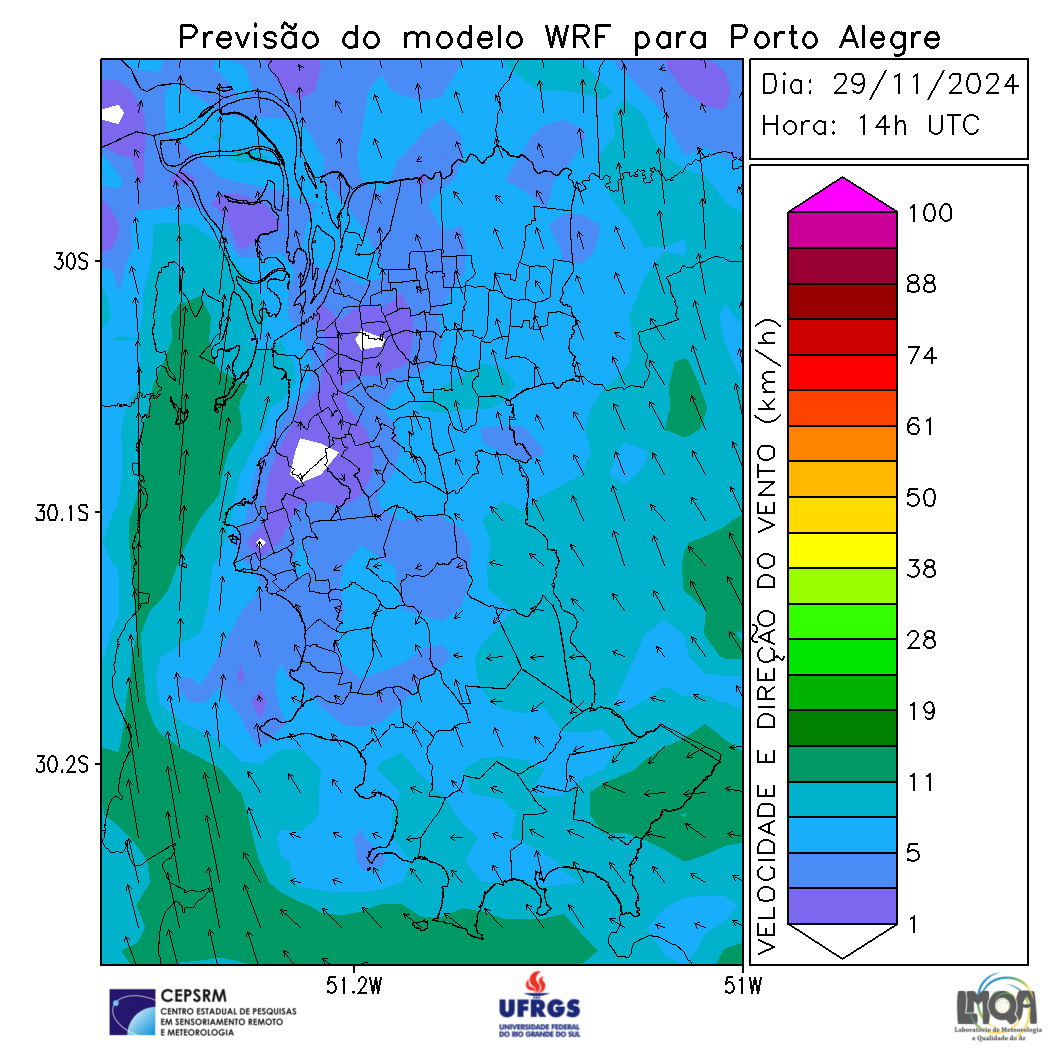 Previsão do modelo WRF para Porto Alegre
Dia: 29/11/2024
Hora: 14h UTC
30S
30.1S
30.2S
51.2W
51W
VELOCIDADE E DIREÇÃO DO VENTO (km/h)
100
88
74
61
50
38
28
19
11
5
1
CEPSRM
CENTRO ESTADUAL DE PESQUISAS
EM SENSORIAMENTO REMOTO
E METEOROLOGIA
UFRGS
UNIVERSIDADE FEDERAL
DO RIO GRANDE DO SUL
LMQA
Laboratório de Meteorologia
e Qualidade do Ar